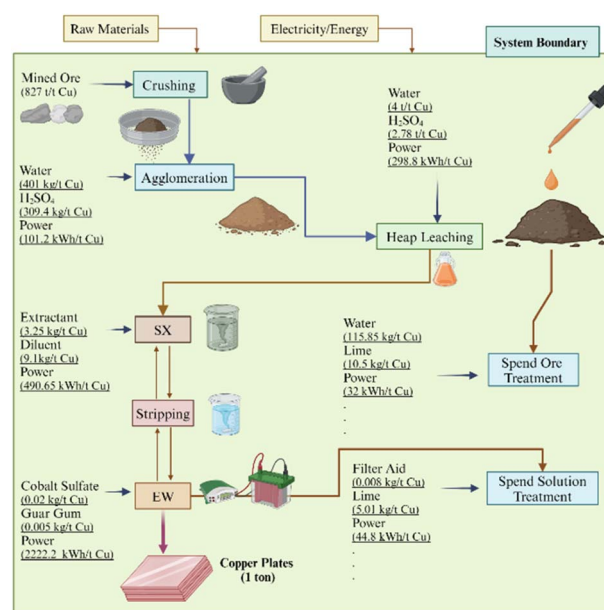 Raw Materials
Electricity/Energy
System Boundary
Mined Ore
(827 t/t Cu)
Crushing
Water
(4 t/t Cu)
H₂SO₄
(2.78 t/t Cu)
Power
(298.8 kWh/t Cu)
Water
(401 kg/t Cu)
H₂SO₄
(309.4 kg/t Cu)
Power
(101.2 kWh/t Cu)
Agglomeration
Heap Leaching
Extractant
(3.25 kg/t Cu)
Diluent
(9.1kg/t Cu)
Power
(490.65 kWh/t Cu)
SX
Water
(115.85 kg/t Cu)
Lime
(10.5 kg/t Cu)
Power
(32 kWh/t Cu)
.
.
.
Spend Ore
Treatment
Stripping
Cobalt Sulfate
(0.02 kg/t Cu)
Guar Gum
(0.005 kg/t Cu)
Power
(2222.2 kWh/t Cu)
EW
Filter Aid
(0.008 kg/t Cu)
Lime
(5.01 kg/t Cu)
Power
(44.8 kWh/t Cu)
.
.
.
Spend Solution
Treatment
Copper Plates
(1 ton)